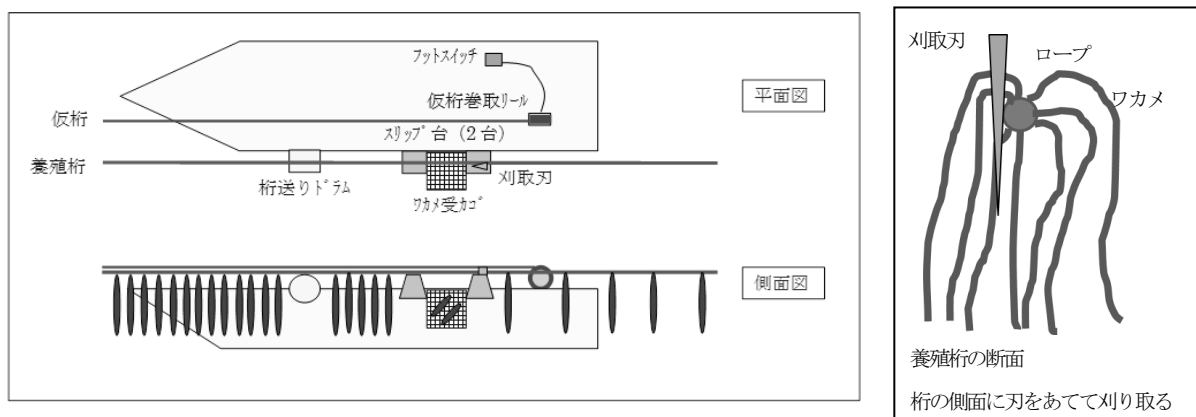 フットスイッチ
仮桁巻取リール
平面図
仮桁
スリップ台（2台）
養殖桁
刈取刃
桁送りドラム
ワカメ受カゴ
側面図
刈取刃
ロープ
ワカメ
養殖桁の断面
桁の側面に刃をあてて刈り取る